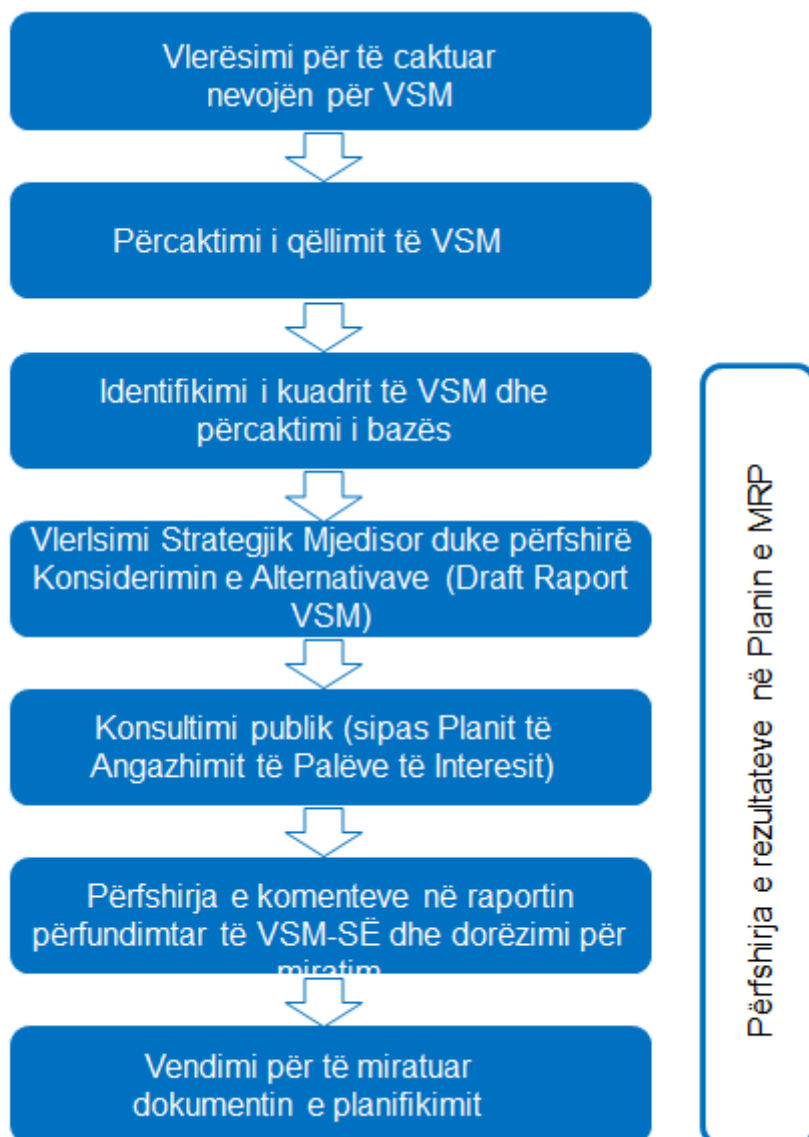 Vlerësimi për të caktuar
nevojën për VSM
Përcaktimi i qëllimit të VSM
Identifikimi i kuadrit të VSM dhe
përcaktimi i bazës
Vlerlsimi Strategjik Mjedisor duke përfshirë
Konsiderimin e Alternativave (Draft Raport
VSM)
Konsultimi publik (sipas Planit të
Angazhimit të Palëve të Interesit)
Përfshirja e komenteve në raportin
përfundimtar të VSM-SË dhe dorëzimi për
miratim
Vendimi për të miratuar
dokumentin e planifikimit
Përfshirja e rezultateve në Planin e MRP